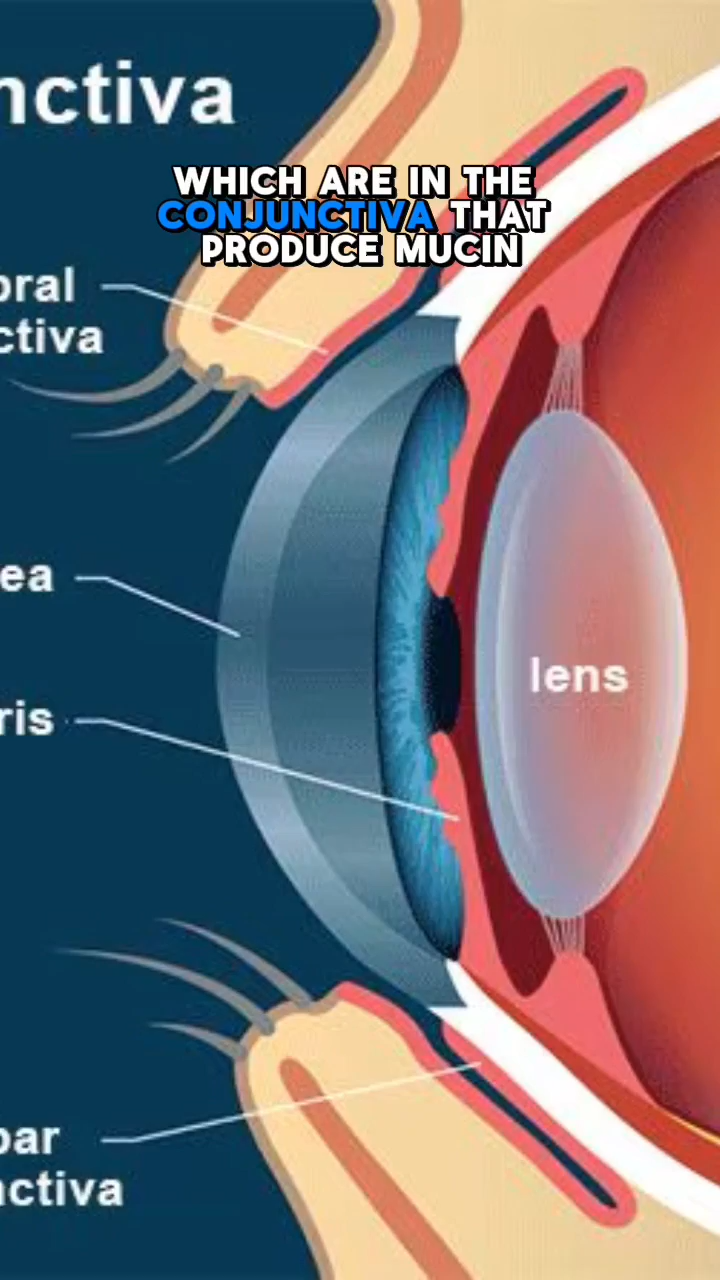 nctiva
WHICH ARE IN THE
CONJUNCTIVA THAT
PRODUCE MUCIN
bral
ctiva
ea
ris
lens
bar
nctiva